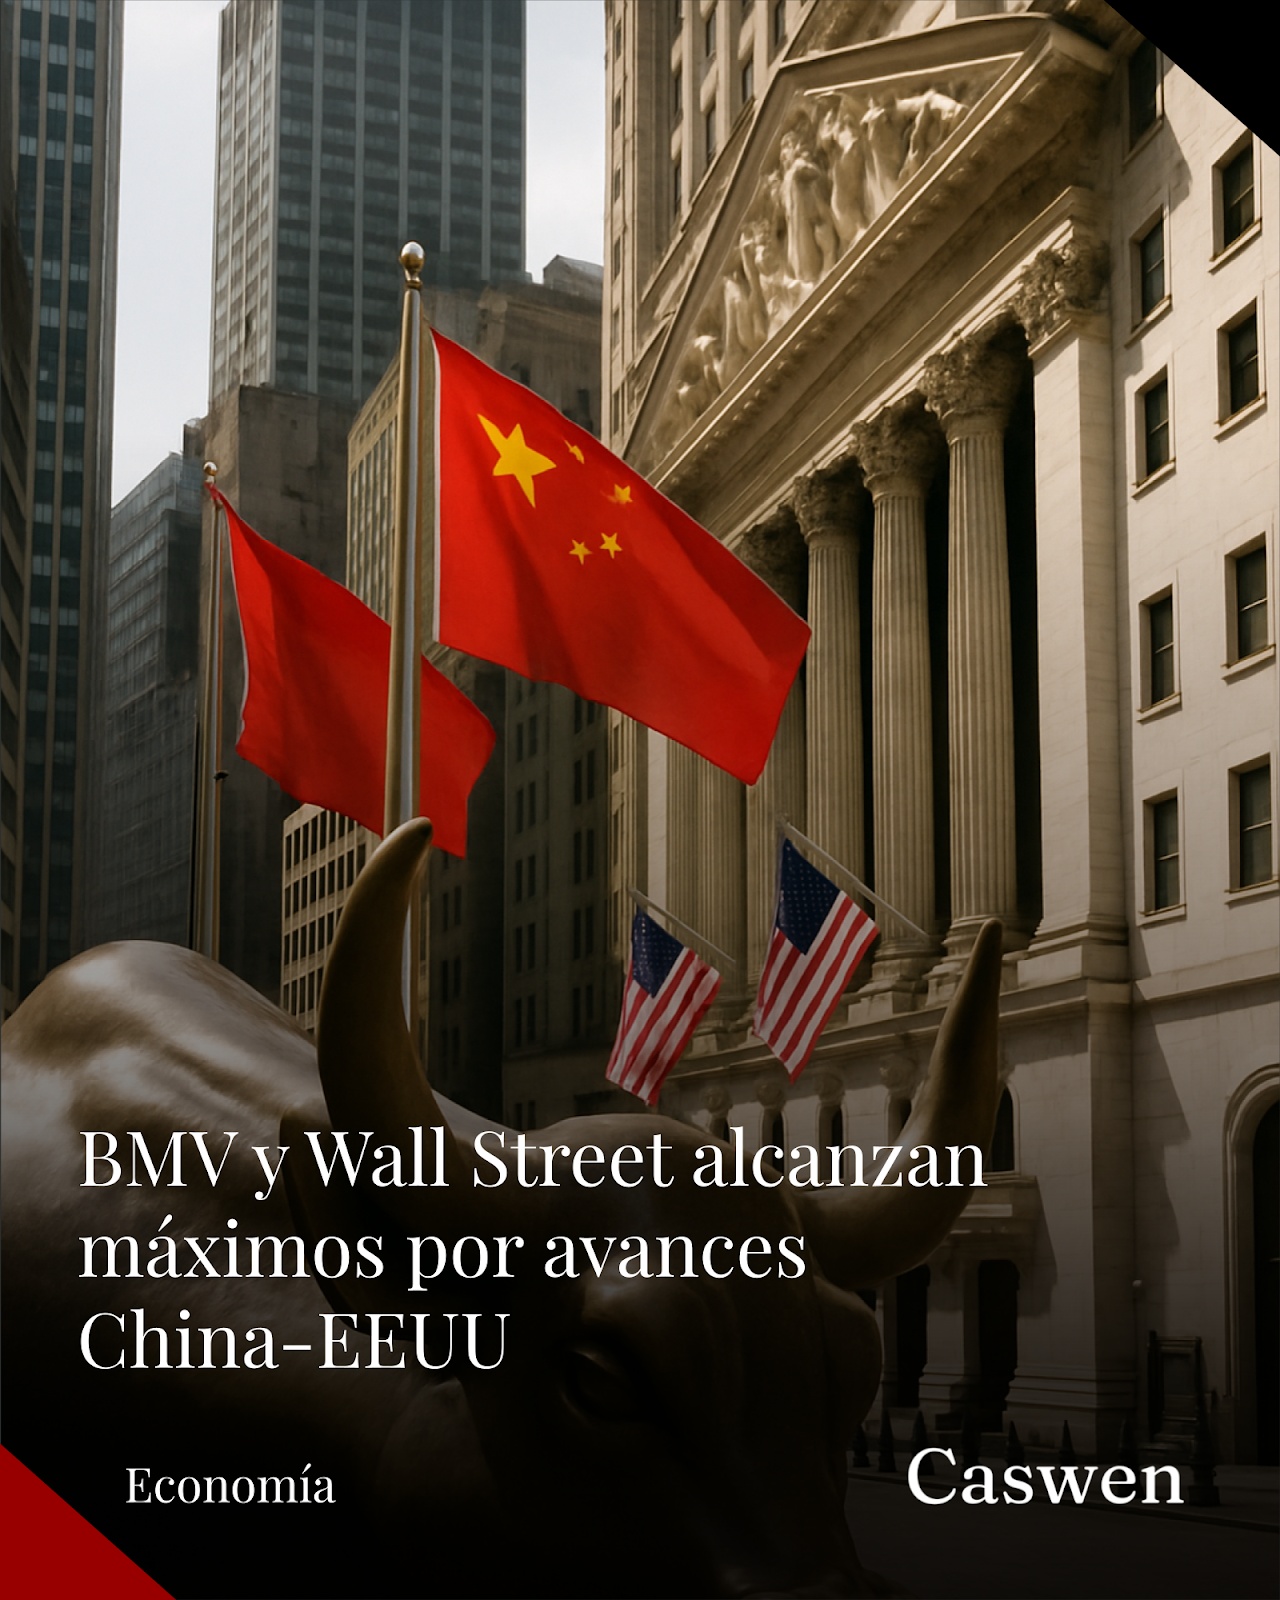 BMV y Wall Street alcanzan
máximos por avances
China-EEUU
Economía
Caswen